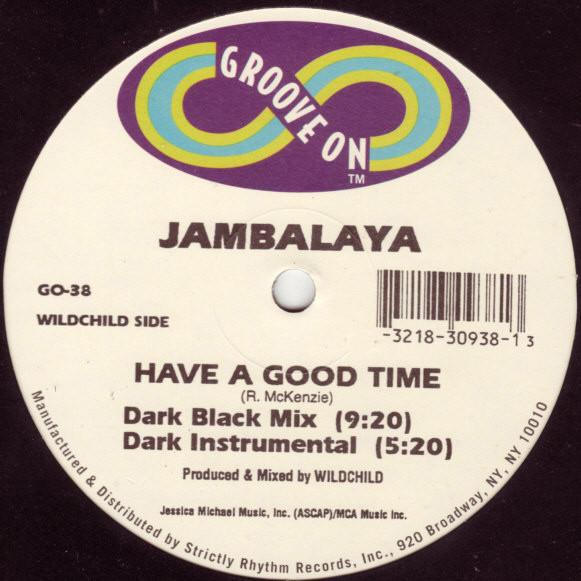 GROOVE ON
TM
JAMBALAYA
GO-38
WILDCHILD SIDE
-3218-30938-1 3
HAVE A GOOD TIME
(R. McKenzie)
Dark Black Mix (9:20)
Dark Instrumental (5:20)
Produced & Mixed by WILDCHILD
Jessica Michael Music, Inc. (ASCAP)/MCA Music Inc.
Manufactured & Distributed by Strictly Rhythm Records, Inc., 920 Broadway, NY, NY 10010